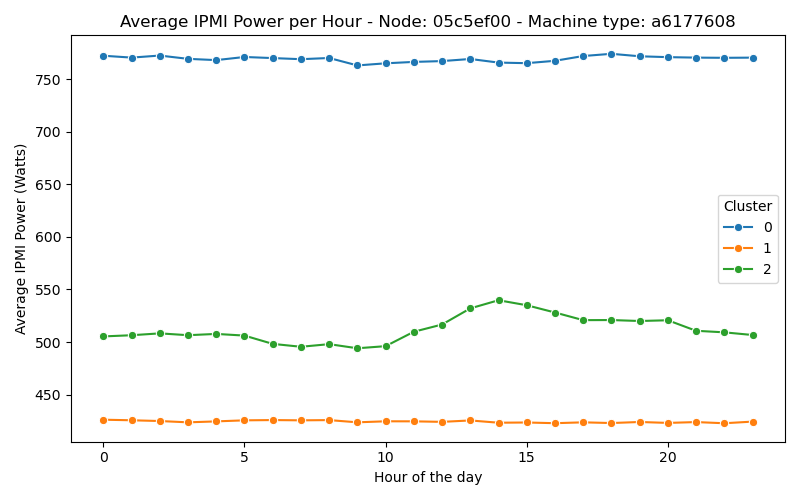 Average IPMI Power per Hour - Node: 05c5ef00 - Machine type: a6177608
Average IPMI Power (Watts)
750
700
650
600
550
500
450
Cluster
0
1
2
0 5 10 15 20
Hour of the day